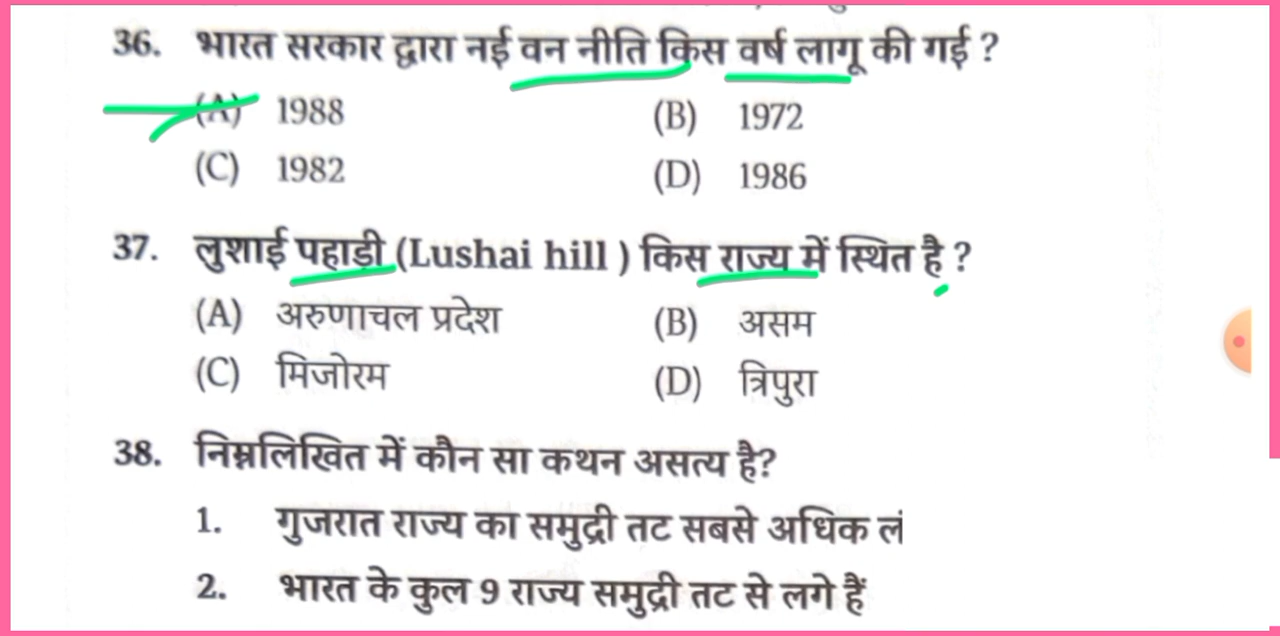 36. भारत सरकार द्वारा नई वन नीति किस वर्ष लागू की गई ?
(A) 1988 (B) 1972
(C) 1982 (D) 1986
37. लुशाई पहाड़ी (Lushai hill ) किस राज्य में स्थित है ?
(A) अरुणाचल प्रदेश (B) असम
(C) मिजोरम (D) त्रिपुरा
38. निम्नलिखित में कौन सा कथन असत्य है?
1. गुजरात राज्य का समुद्री तट सबसे अधिक
2. भारत के कुल 9 राज्य समुद्री तट से लगे हैं